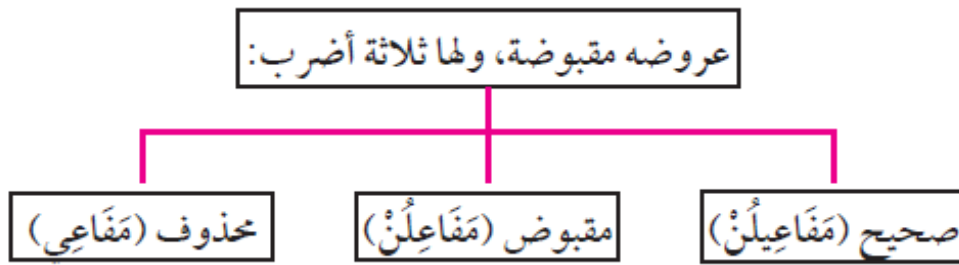 عروضه مقبوضة، ولها ثلاثة أضرب:
صحيح (مَفَاعِيلُنْ)
مقبوض (مَفَاعِلُنْ)
محذوف (مَفَاعِي)